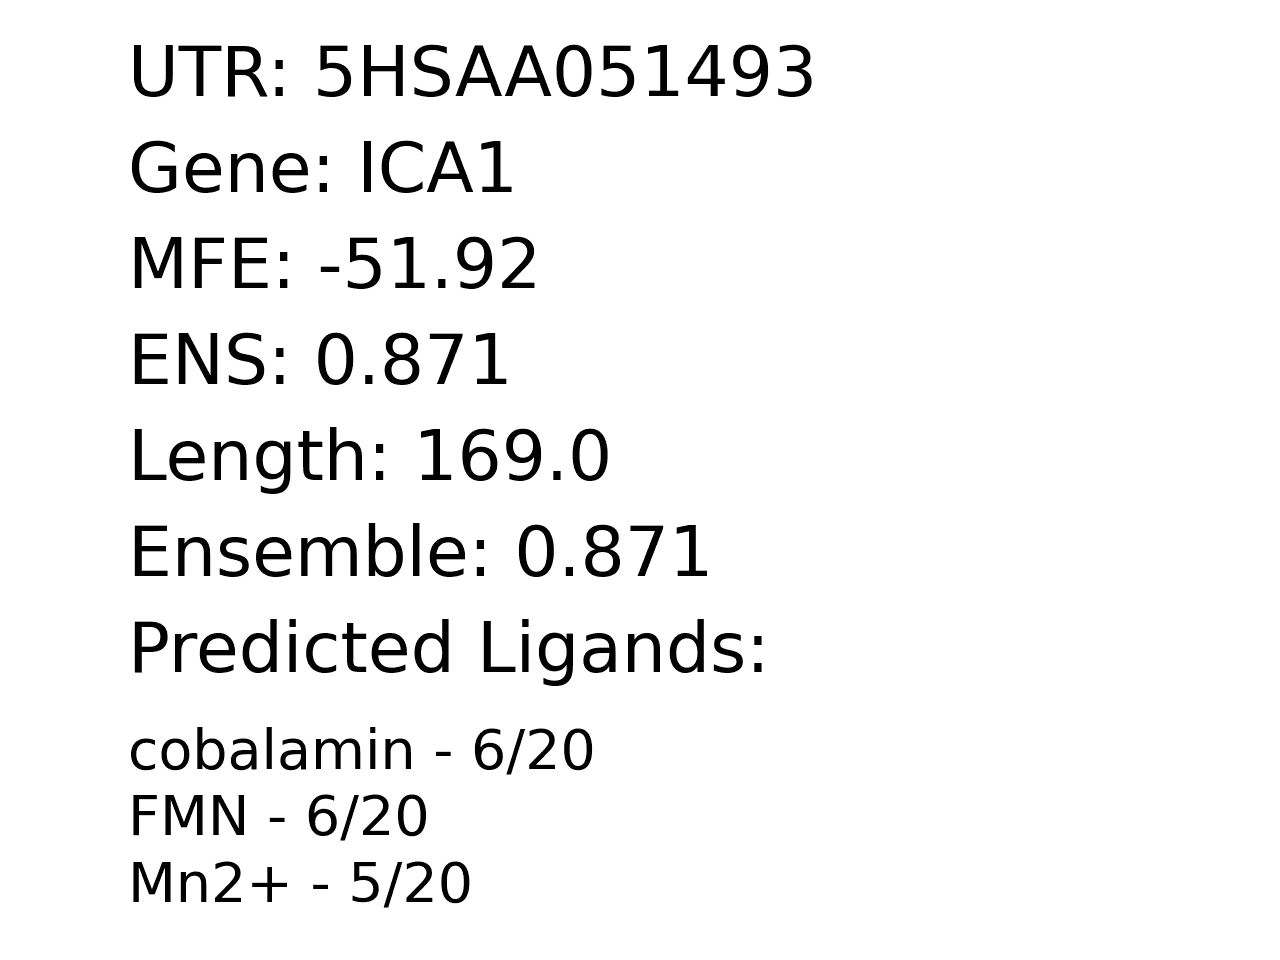 UTR: 5HSAA051493
Gene: ICA1
MFE: -51.92
ENS: 0.871
Length: 169.0
Ensemble: 0.871
Predicted Ligands:
cobalamin - 6/20
FMN - 6/20
Mn2+ - 5/20